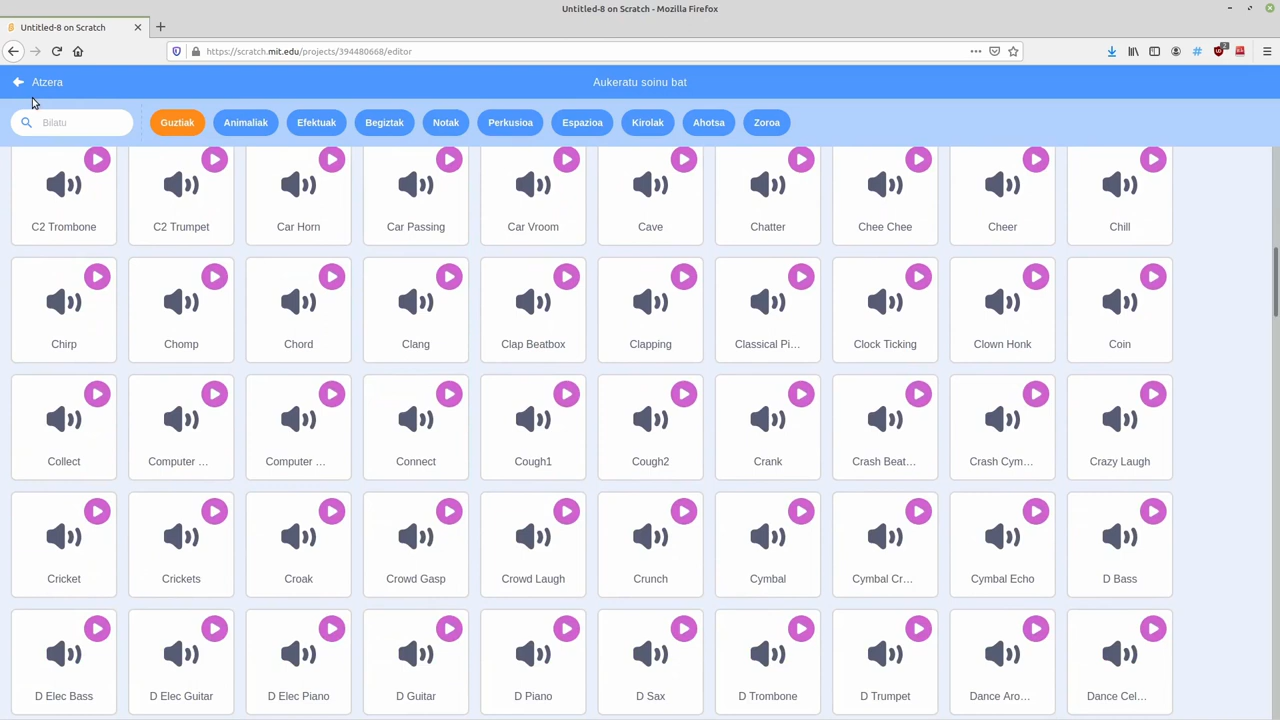 Untitled-8 on Scratch - Mozilla Firefox
Untitled-8 on Scratch
https://scratch.mit.edu/projects/394480668/editor
2
Atzera
Aukeratu soinu bat
Bilatu
Guztiak
Animaliak
Efektuak
Begiztak
Notak
Perkusioa
Espazioa
Kirolak
Ahotsa
Zoroa
C2 Trombone
C2 Trumpet
Car Horn
Car Passing
Car Vroom
Cave
Chatter
Chee Chee
Cheer
Chill
Chirp
Chomp
Chord
Clang
Clap Beatbox
Clapping
Classical Pi…
Clock Ticking
Clown Honk
Coin
Collect
Computer …
Computer …
Connect
Cough1
Cough2
Crank
Crash Beat…
Crash Cym…
Crazy Laugh
Cricket
Crickets
Croak
Crowd Gasp
Crowd Laugh
Crunch
Cymbal
Cymbal Cr…
Cymbal Echo
D Bass
D Elec Bass
D Elec Guitar
D Elec Piano
D Guitar
D Piano
D Sax
D Trombone
D Trumpet
Dance Aro…
Dance Cel…